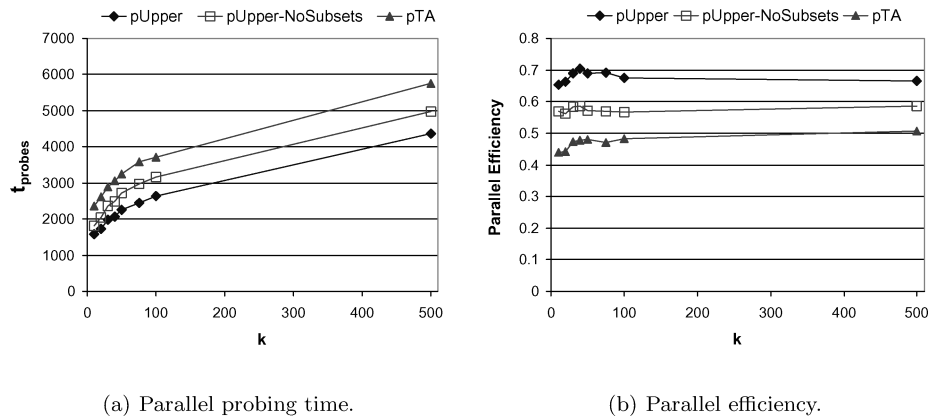 pUpper pUpper-NoSubsets pTA
7000
6000
5000
4000
3000
2000
1000
0
t_probes
0 100 200 300 400 500
k
(a) Parallel probing time.
pUpper pUpper-NoSubsets pTA
0.8
0.7
0.6
0.5
0.4
0.3
0.2
0.1
0
Parallel Efficiency
0 100 200 300 400 500
k
(b) Parallel efficiency.